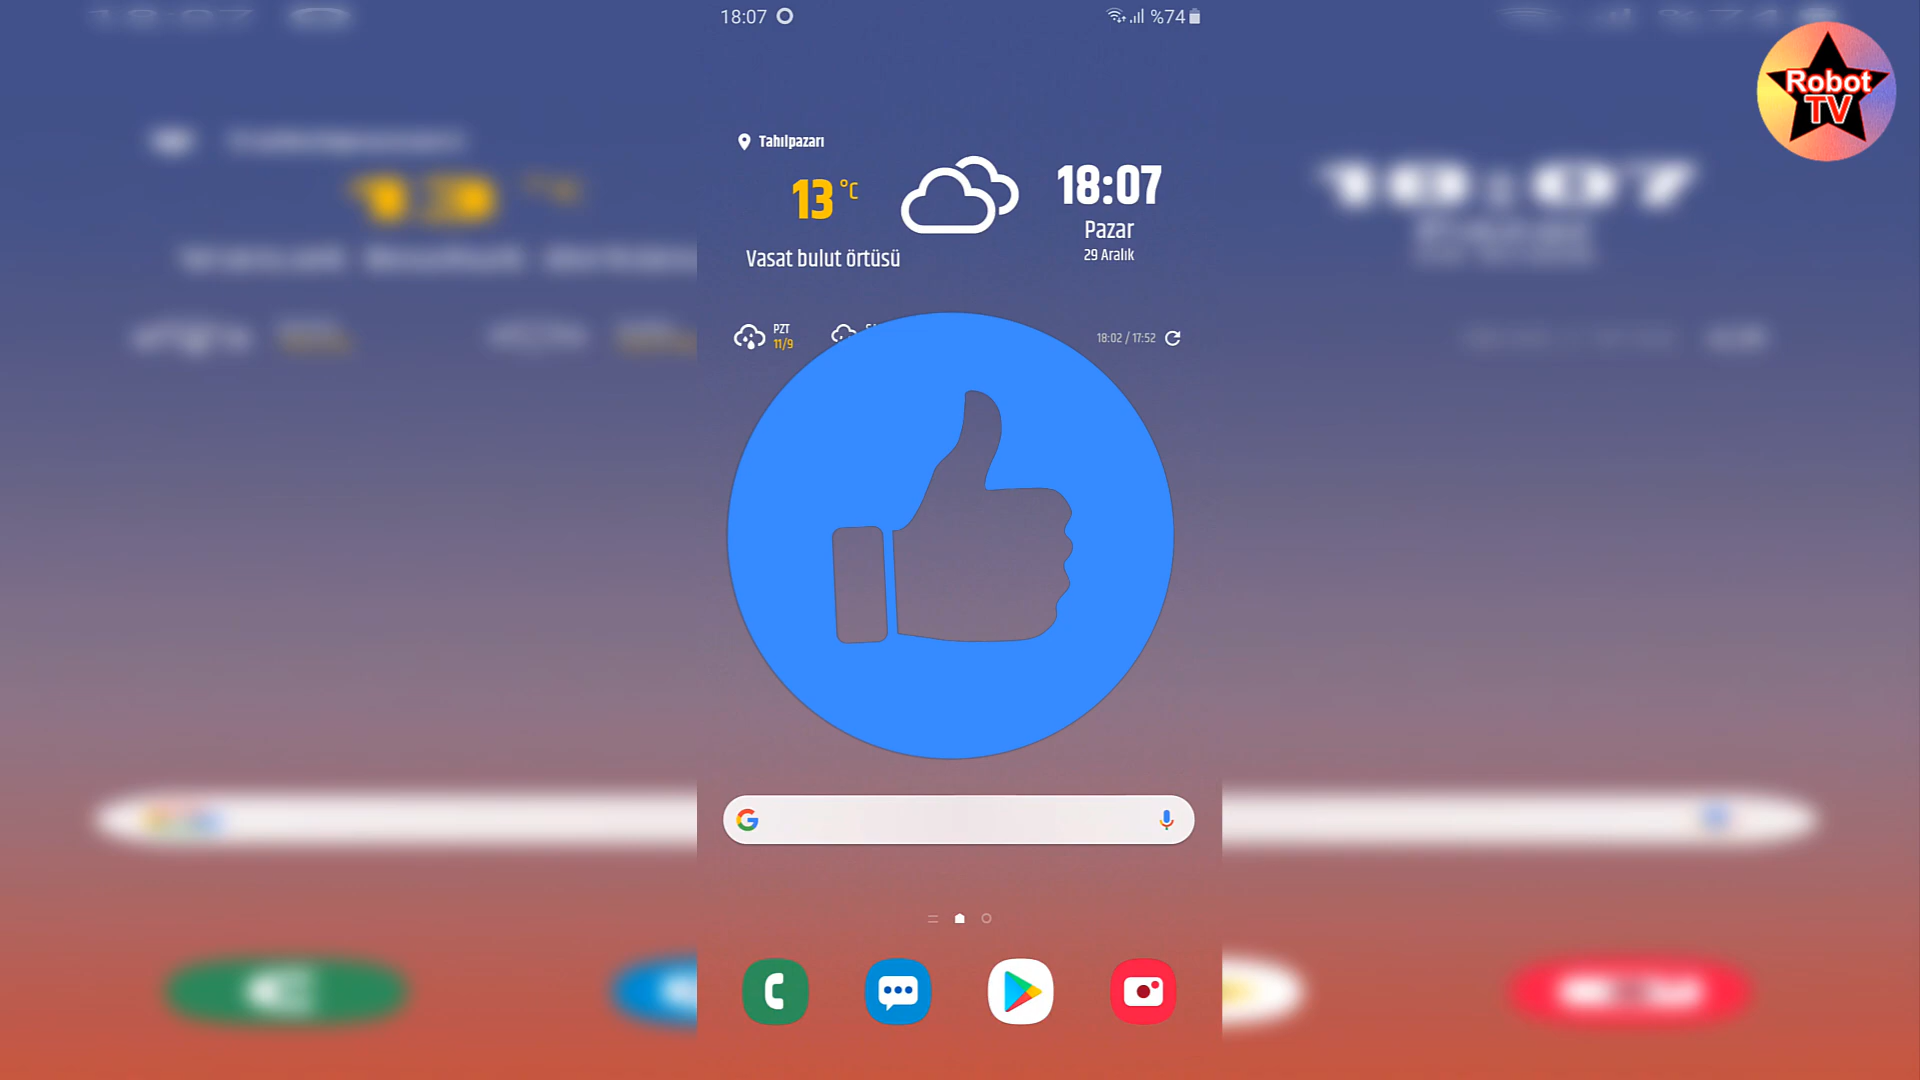 18:07
%74
Robot
TV
Tahılpazarı
13 °C
18:07
Pazar
29 Aralık
Vasat bulut örtüsü
PZT
11/9
18:02 / 17:52